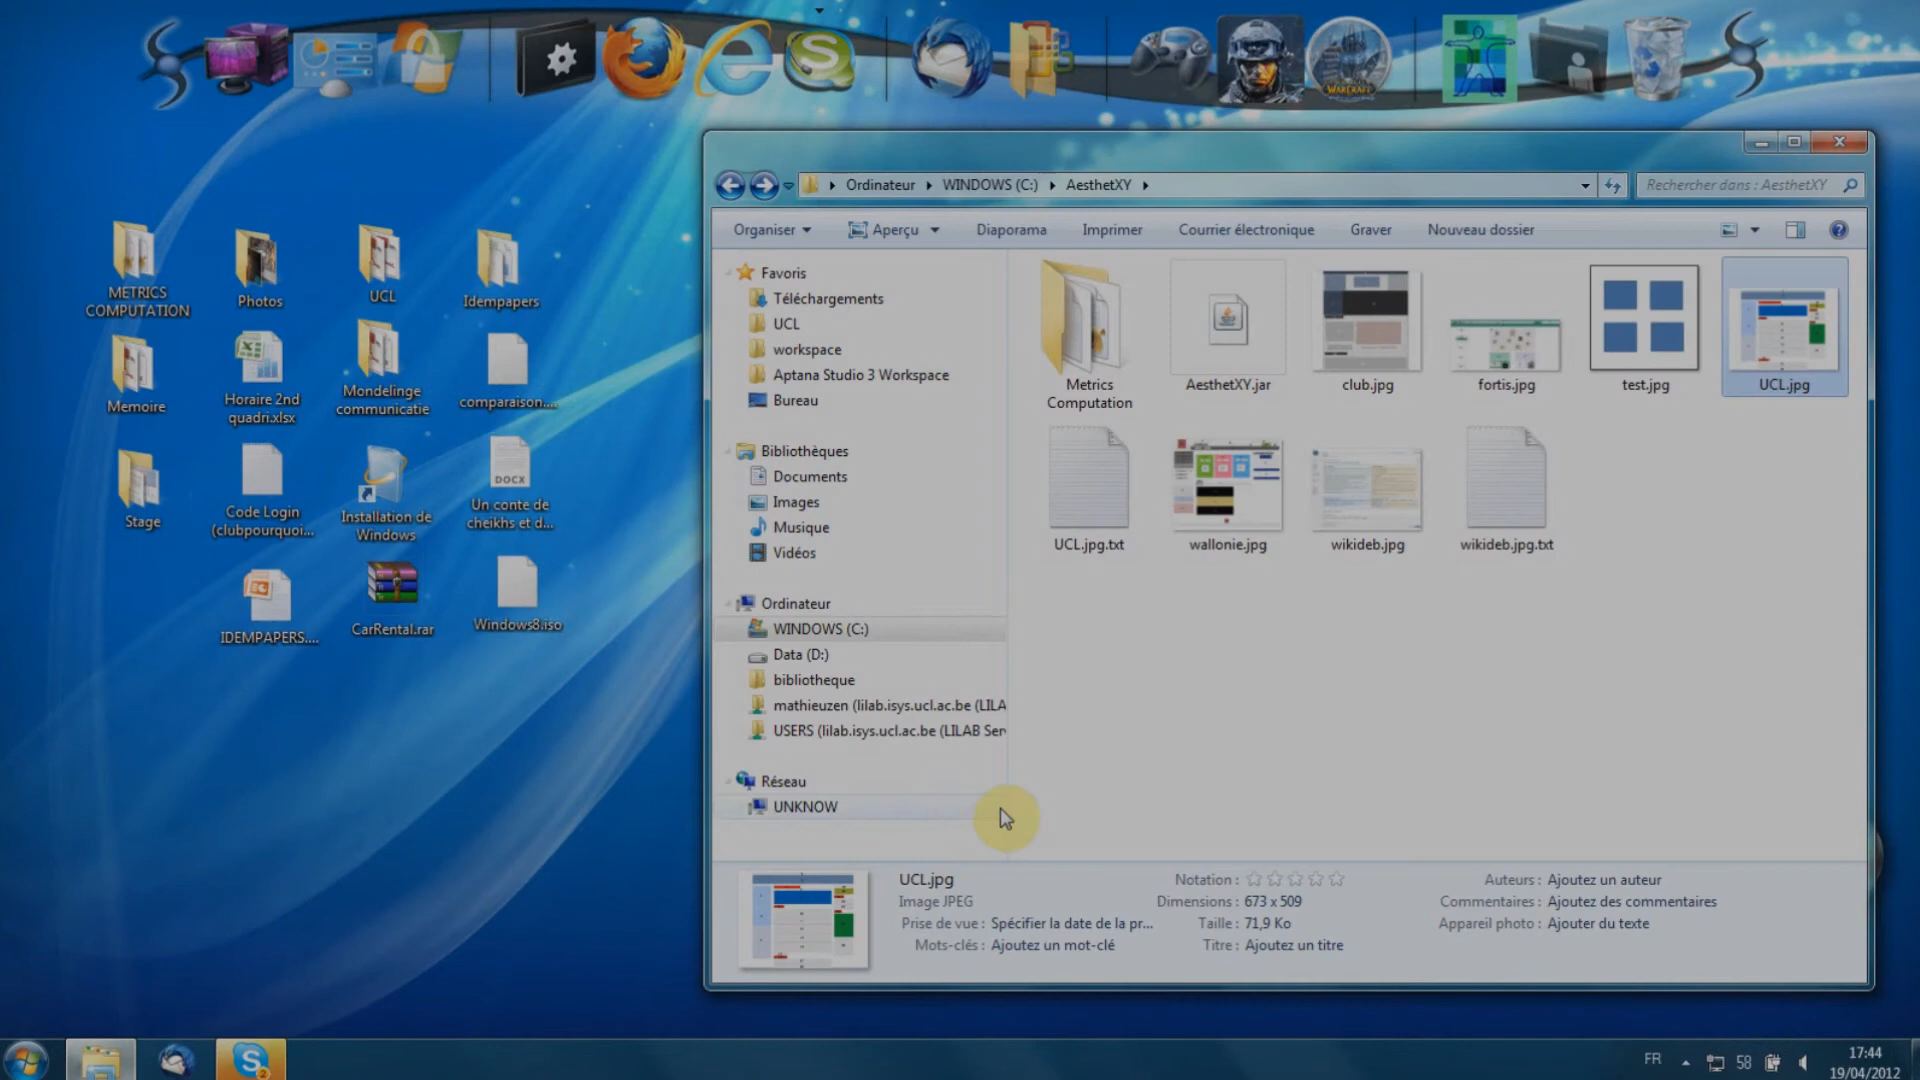 WARCRAFT
Ordinateur WINDOWS (C:) AesthetXY
Rechercher dans : AesthetXY
Organiser Aperçu Diaporama Imprimer Courrier électronique Graver Nouveau dossier
METRICS
COMPUTATION
Photos
UCL
Idempapers
Memoire
Horaire 2nd
quadri.xlsx
Mondelinge
communicatie
comparaison....
Stage
Code Login
(clubpourquoi...
Installation de
Windows
DOCX
Un conte de
cheikhs et d...
IDEMPAPERS....
CarRental.rar
Windows8.iso
Favoris
Téléchargements
UCL
workspace
Aptana Studio 3 Workspace
Bureau
Bibliothèques
Documents
Images
Musique
Vidéos
Ordinateur
WINDOWS (C:)
Data (D:)
bibliotheque
mathieuzen (lilab.isys.ucl.ac.be (LILA
USERS (lilab.isys.ucl.ac.be (LILAB Ser
Réseau
UNKNOW
Metrics
Computation
AesthetXY.jar
club.jpg
fortis.jpg
test.jpg
UCL.jpg
UCL.jpg.txt
wallonie.jpg
wikideb.jpg
wikideb.jpg.txt
UCL.jpg
Image JPEG
Prise de vue : Spécifier la date de la pr...
Mots-clés : Ajoutez un mot-clé
Notation :
Dimensions : 673 x 509
Taille : 71,9 Ko
Titre : Ajoutez un titre
Auteurs : Ajoutez un auteur
Commentaires : Ajoutez des commentaires
Appareil photo : Ajouter du texte
FR 58
17:44
19/04/2012